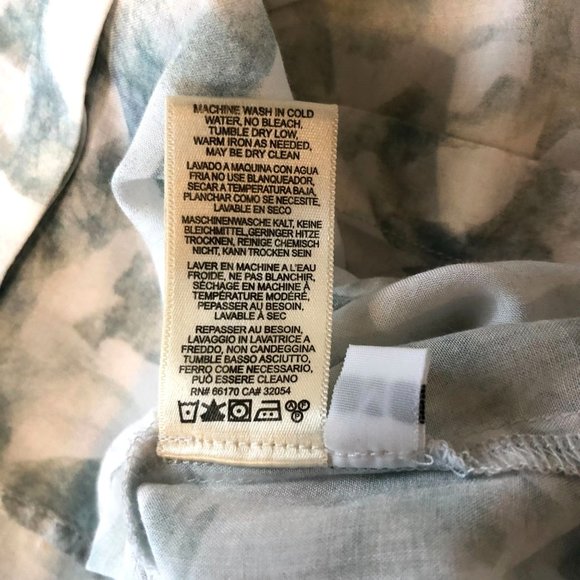 MACHINE WASH IN COLD
WATER, NO BLEACH,
TUMBLE DRY LOW,
WARM IRON AS NEEDED,
MAY BE DRY CLEAN
LAVADO A MAQUINA CON AGUA
FRIA NO USE BLANQUEADOR,
SECAR A TEMPERATURA BAJA,
PLANCHAR COMO SE NECESITE,
LAVABLE EN SECO
MASCHINENWASCHE KALT, KEINE
BLEICHMITTEL,GERINGER HITZE
TROCKNEN, REINIGE CHEMISCH
NICHT, KANN TROCKEN SEIN
LAVER EN MACHINE A L'EAU
FROIDE, NE PAS BLANCHIR,
SÉCHAGE EN MACHINE À
TEMPÉRATURE MODÉRÉ,
PEPASSER AU BESOIN.
LAVABLE À SEC
REPASSER AU BESOIN,
LAVAGGIO IN LAVATRICE A
FREDDO, NON CANDEGGINA
TUMBLE BASSO ASCIUTTO,
FERRO COME NECESSARIO,
PUÒ ESSERE CLEAN
RN# 66170 CA# 32054